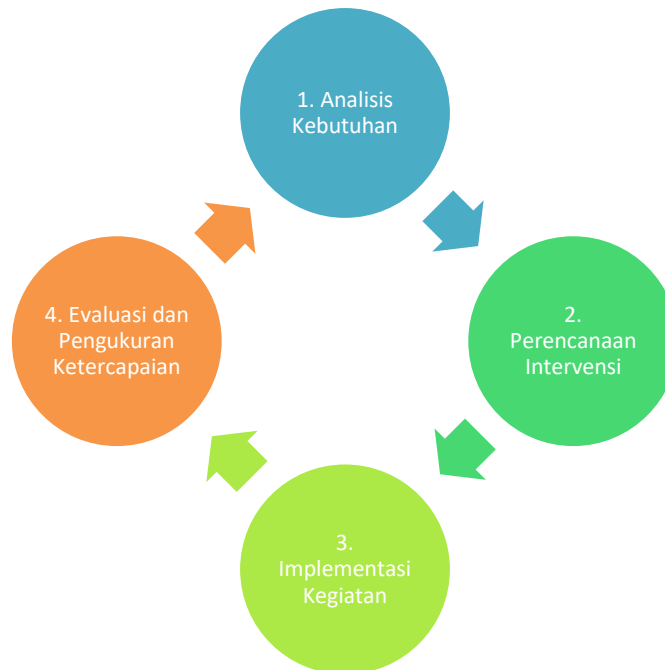 1. Analisis
Kebutuhan
2.
Perencanaan
Intervensi
3.
Implementasi
Kegiatan
4. Evaluasi dan
Pengukuran
Ketercapaian